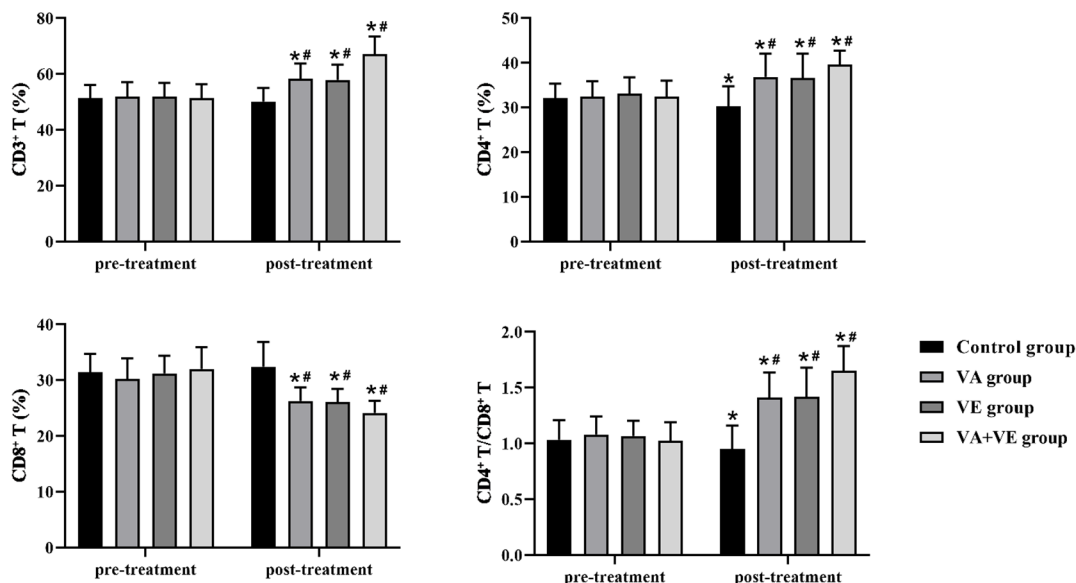 CD3⁺ T (%)
80
60
40
20
0
*# *# *#
pre-treatment post-treatment
CD4⁺ T (%)
50
40
30
20
10
0
* *# *# *#
pre-treatment post-treatment
CD8⁺ T (%)
40
30
20
10
0
*# *# *#
pre-treatment post-treatment
CD4⁺ T/CD8⁺ T
2.0
1.5
1.0
0.5
0.0
* *# *# *#
pre-treatment post-treatment
Control group
VA group
VE group
VA+VE group